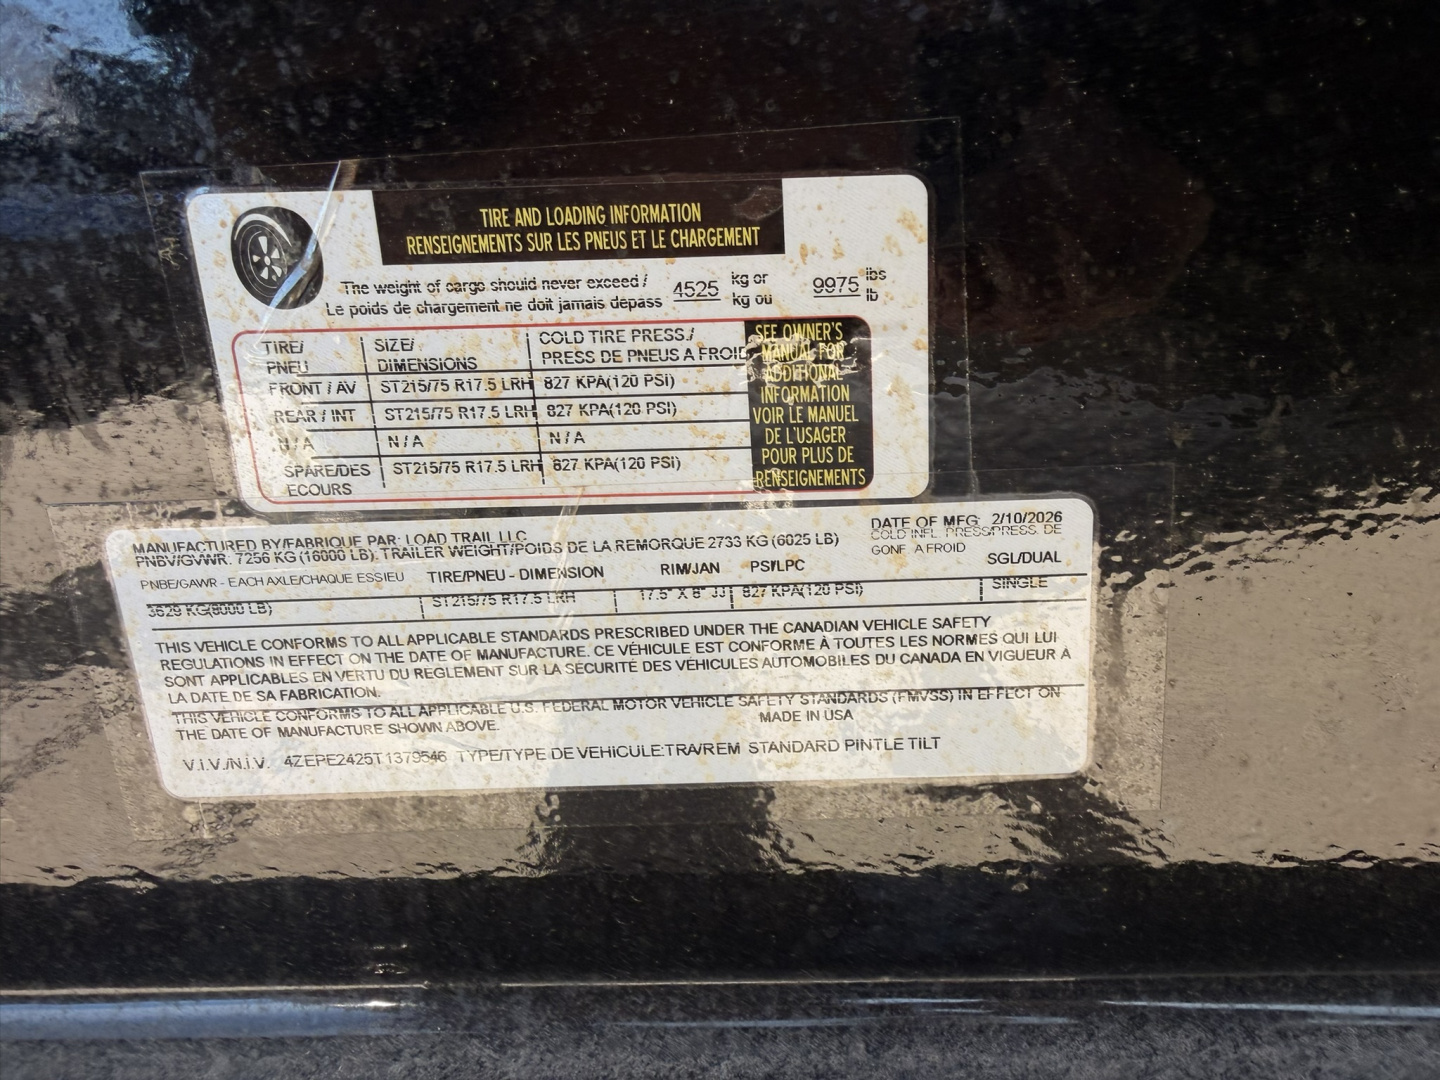 TIRE AND LOADING INFORMATION
RENSEIGNEMENTS SUR LES PNEUS ET LE CHARGEMENT
The weight of cargo should never exceed / 4525 kg or 9975 lbs
Le poids de chargement ne doit jamais dépass kg ou lb
TIRE/ PNEU SIZE/ DIMENSIONS COLD TIRE PRESS./ PRESS DE PNEUS A FROID
FRONT / AV ST215/75 R17.5 LRH 827 KPA(120 PSI)
REAR / INT ST215/75 R17.5 LRH 827 KPA(120 PSI)
N / A N / A N / A
SPARE/DES ECOURS ST215/75 R17.5 LRH 827 KPA(120 PSI)
SEE OWNER'S
MANUAL FOR
ADDITIONAL
INFORMATION
VOIR LE MANUEL
DE L'USAGER
POUR PLUS DE
RENSEIGNEMENTS
MANUFACTURED BY/FABRIQUE PAR: LOAD TRAIL LLC DATE OF MFG: 2/10/2026
PNBV/GVWR: 7256 KG (16000 LB). TRAILER WEIGHT/POIDS DE LA REMORQUE 2733 KG (6025 LB)
COLD INFL. PRESS/PRESS. DE
GONF A FROID
PNBE/GAWR - EACH AXLE/CHAQUE ESSIEU TIRE/PNEU - DIMENSION RIM/JAN PSI/LPC SGL/DUAL
3629 KG(8000 LB) ST215/75 R17.5 LRH 17.5" X 6" JJ 827 KPA(120 PSI) SINGLE
THIS VEHICLE CONFORMS TO ALL APPLICABLE STANDARDS PRESCRIBED UNDER THE CANADIAN VEHICLE SAFETY
REGULATIONS IN EFFECT ON THE DATE OF MANUFACTURE. CE VÉHICULE EST CONFORME À TOUTES LES NORMES QUI LUI
SONT APPLICABLES EN VERTU DU REGLEMENT SUR LA SÉCURITÉ DES VÉHICULES AUTOMOBILES DU CANADA EN VIGUEUR À
LA DATE DE SA FABRICATION.
THIS VEHICLE CONFORMS TO ALL APPLICABLE U.S. FEDERAL MOTOR VEHICLE SAFETY STANDARDS (FMVSS) IN EFFECT ON
THE DATE OF MANUFACTURE SHOWN ABOVE. MADE IN USA
V.I.V./N.I.V. 4ZEPE2425T1379546 TYPE/TYPE DE VEHICULE:TRA/REM STANDARD PINTLE TILT